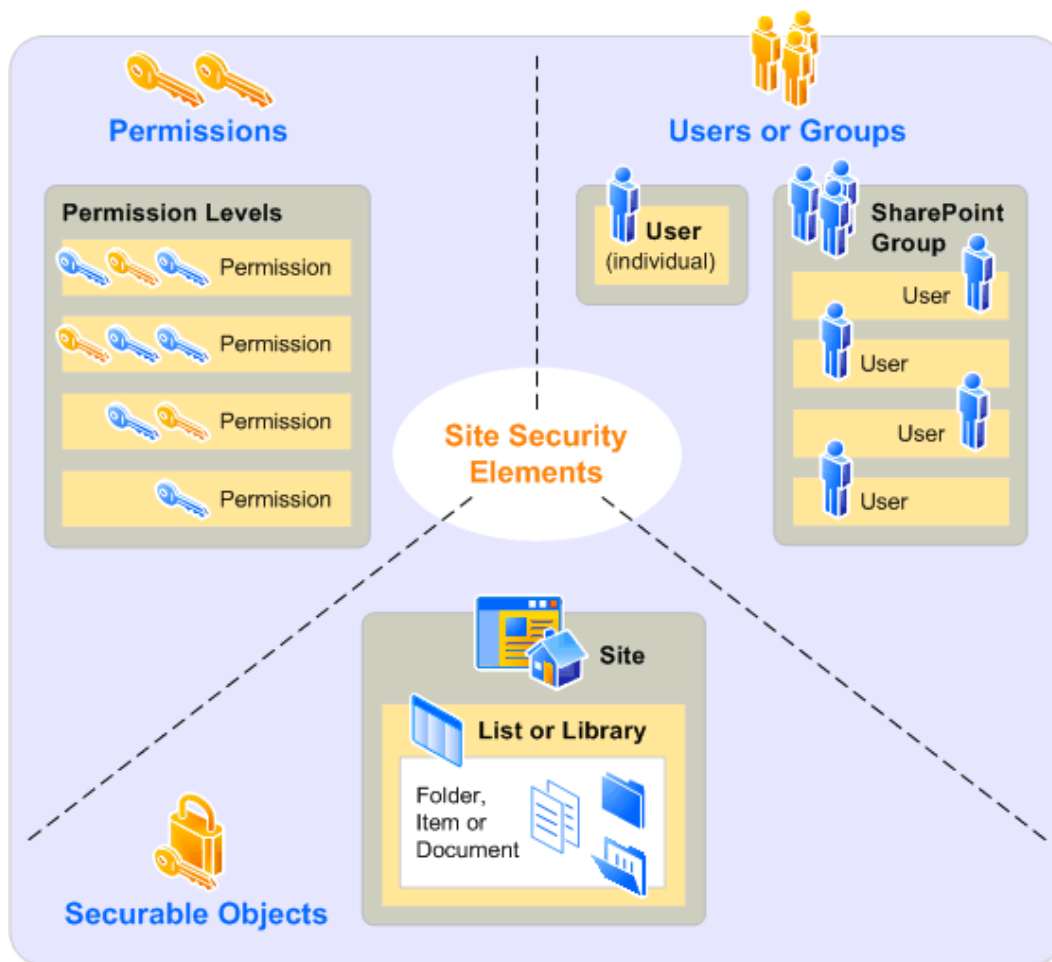 Permissions
Permission Levels
Permission
Permission
Permission
Permission
Users or Groups
User
(individual)
SharePoint
Group
User
User
User
User
Site Security
Elements
Site
List or Library
Folder,
Item or
Document
Securable Objects